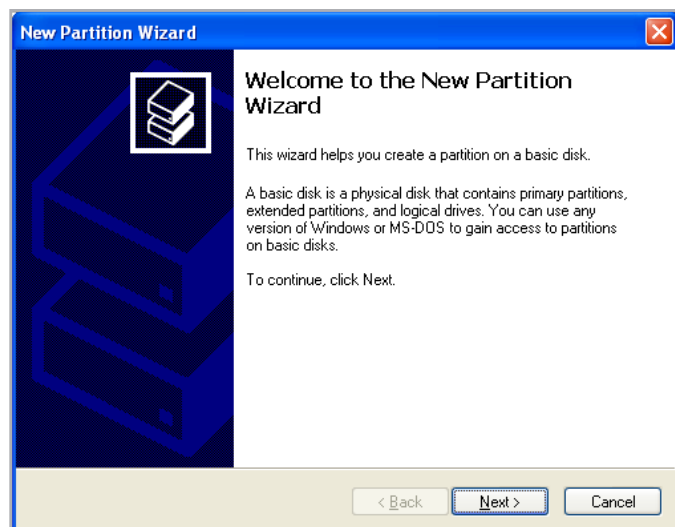 New Partition Wizard
Welcome to the New Partition
Wizard
This wizard helps you create a partition on a basic disk.
A basic disk is a physical disk that contains primary partitions,
extended partitions, and logical drives. You can use any
version of Windows or MS-DOS to gain access to partitions
on basic disks.
To continue, click Next.
< Back Next > Cancel